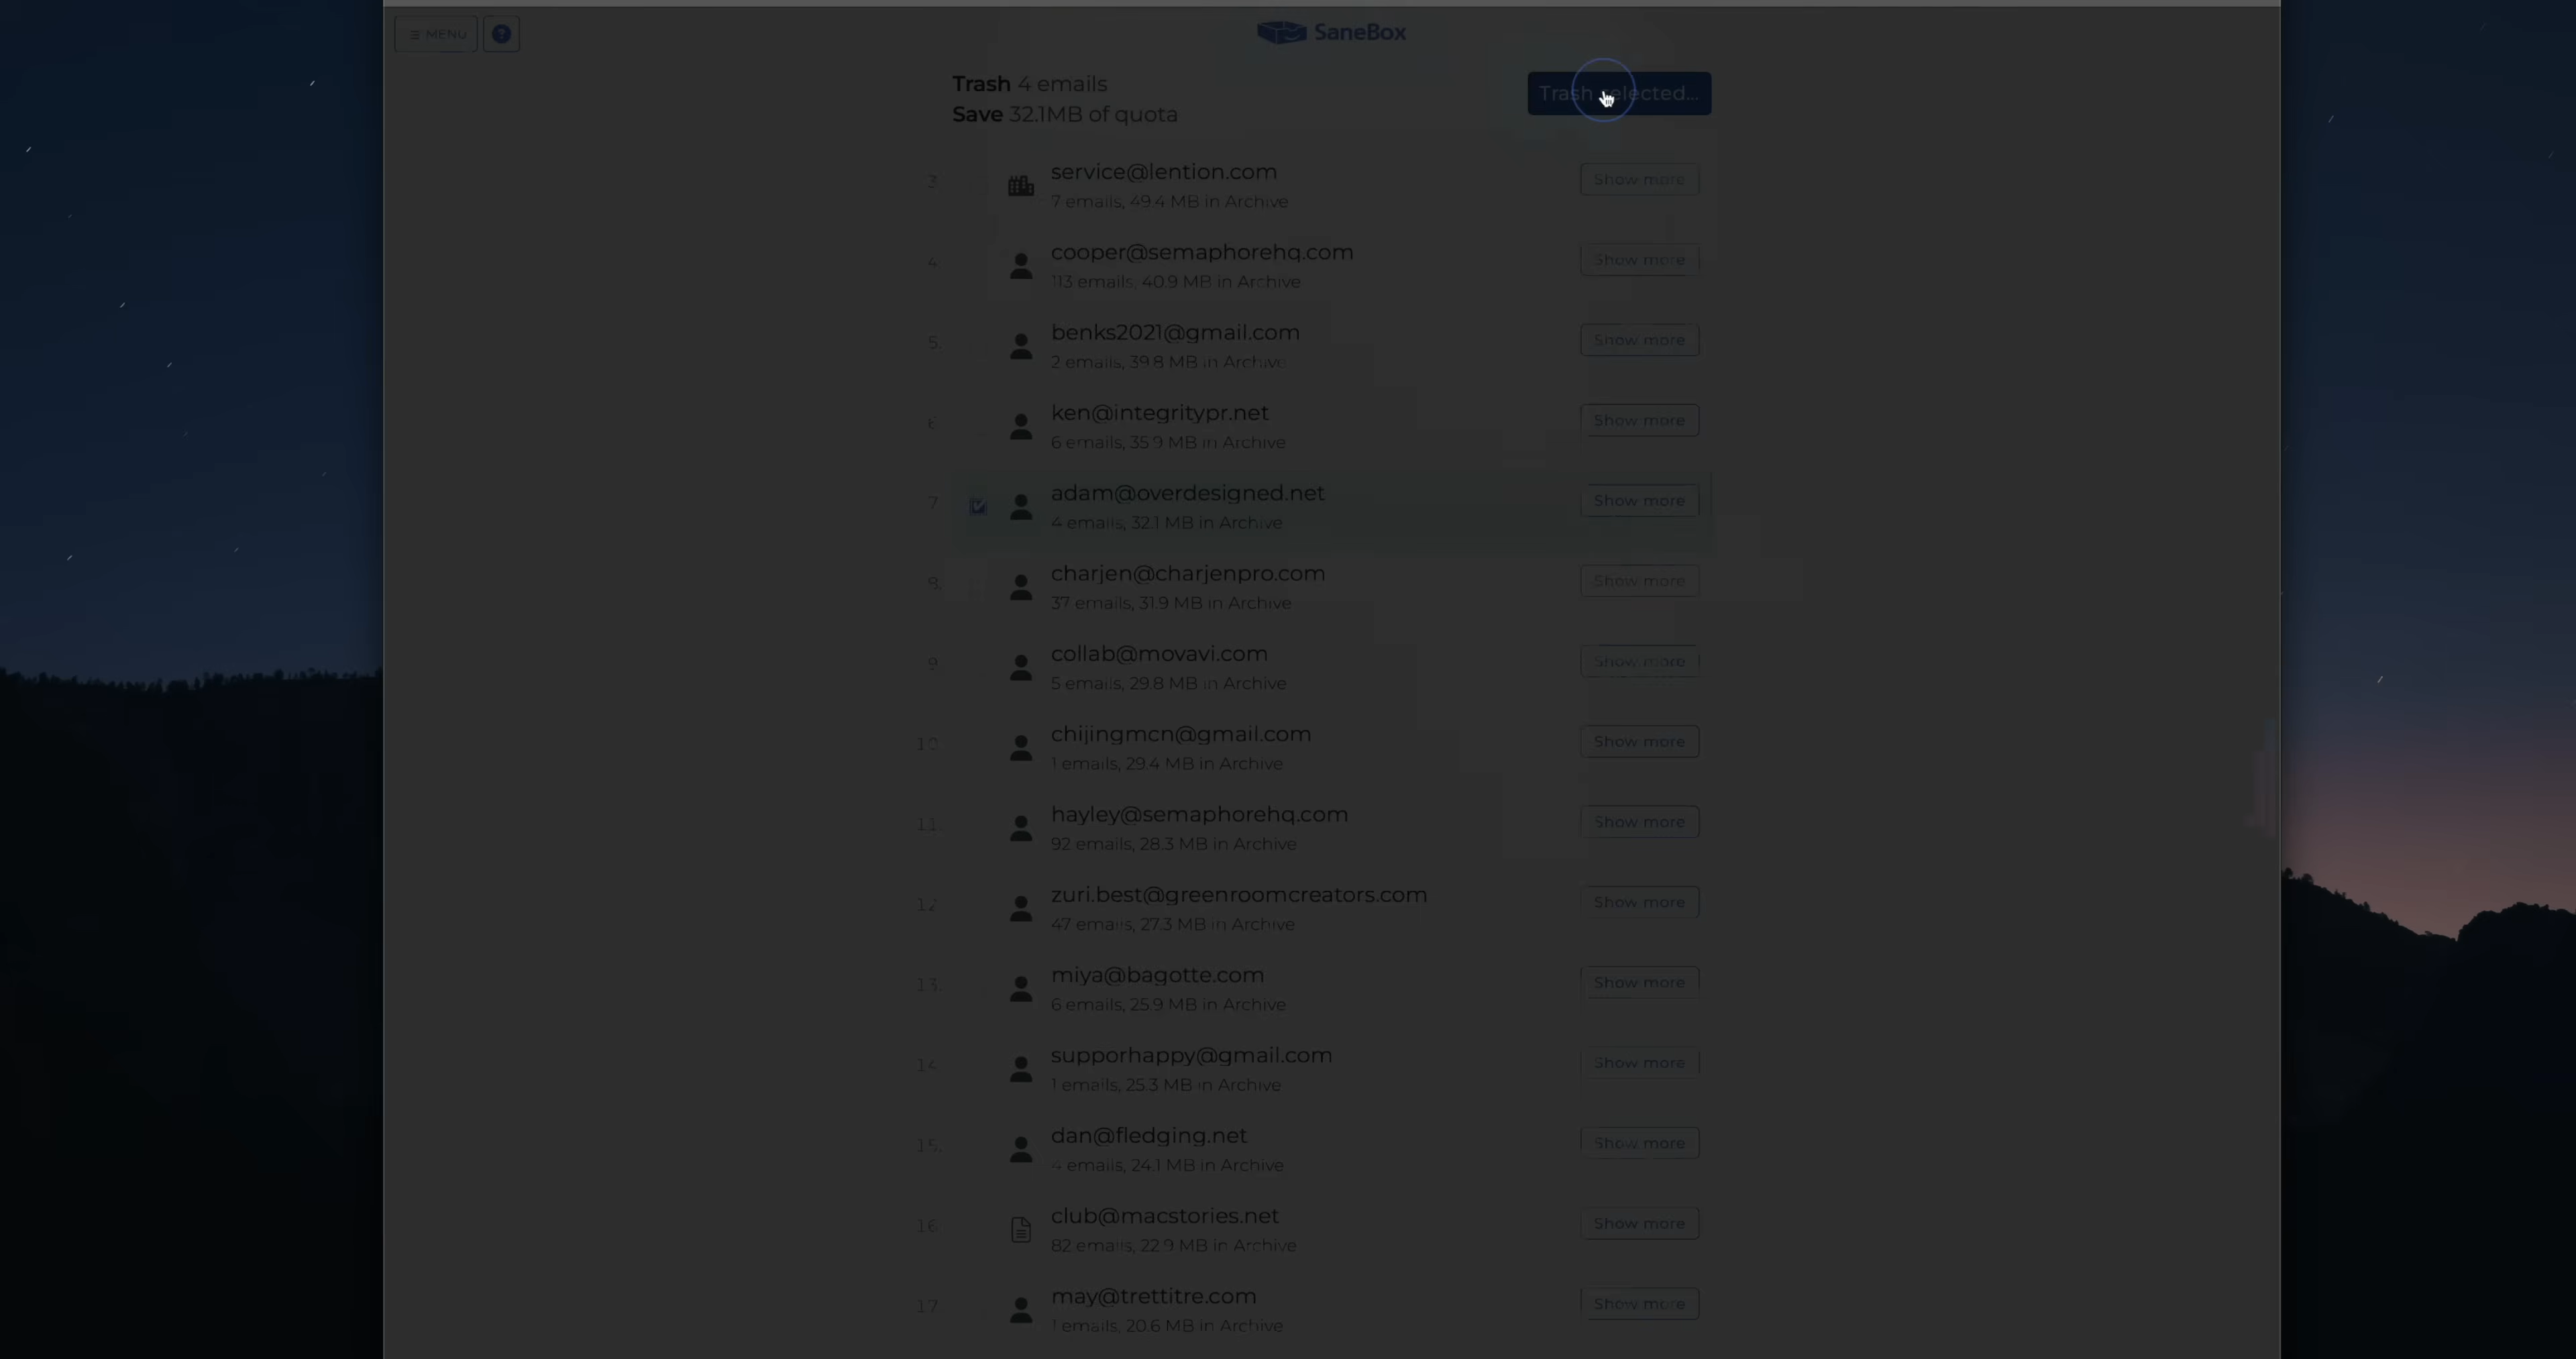 MENU
?
SaneBox
Trash 4 emails
Save 32.1MB of quota
Trash selected...
3.
service@lention.com
7 emails, 49.4 MB in Archive
Show more
4.
cooper@semaphorehq.com
113 emails, 40.9 MB in Archive
Show more
5.
benks2021@gmail.com
2 emails, 39.8 MB in Archive
Show more
6.
ken@integritypr.net
6 emails, 35.9 MB in Archive
Show more
7.
adam@overdesigned.net
4 emails, 32.1 MB in Archive
Show more
8.
charjen@charjenpro.com
37 emails, 31.9 MB in Archive
Show more
9.
collab@movavi.com
5 emails, 29.8 MB in Archive
Show more
10.
chijingmcn@gmail.com
1 emails, 29.4 MB in Archive
Show more
11.
hayley@semaphorehq.com
92 emails, 28.3 MB in Archive
Show more
12.
zuri.best@greenroomcreators.com
47 emails, 27.3 MB in Archive
Show more
13.
miya@bagotte.com
6 emails, 25.9 MB in Archive
Show more
14.
supporhappy@gmail.com
1 emails, 25.3 MB in Archive
Show more
15.
dan@fledging.net
4 emails, 24.1 MB in Archive
Show more
16.
club@macstories.net
82 emails, 22.9 MB in Archive
Show more
17.
may@trettitre.com
1 emails, 20.6 MB in Archive
Show more